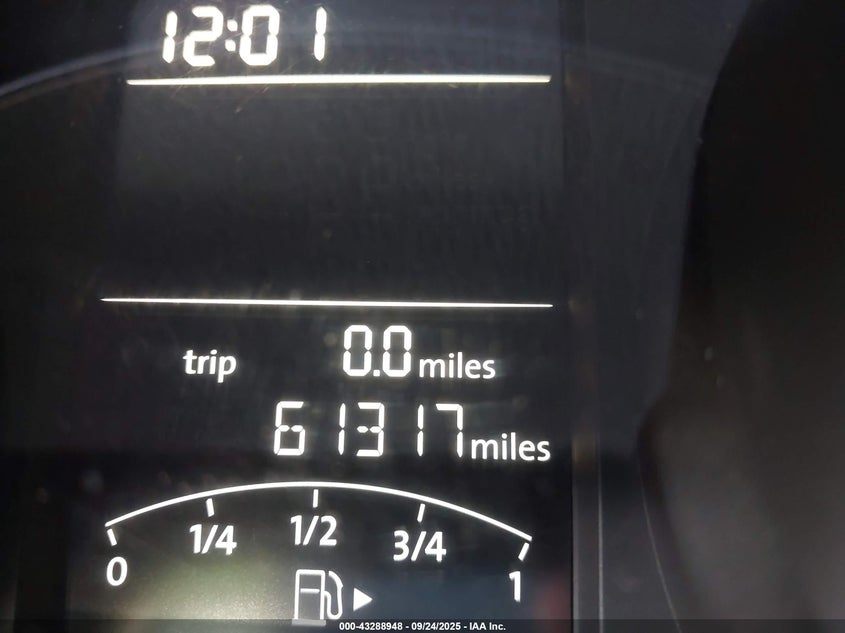 12:01
trip 0.0 miles
61317 miles
0 1/4 1/2 3/4 1
000-43288948 - 09/24/2025 - IAA Inc.